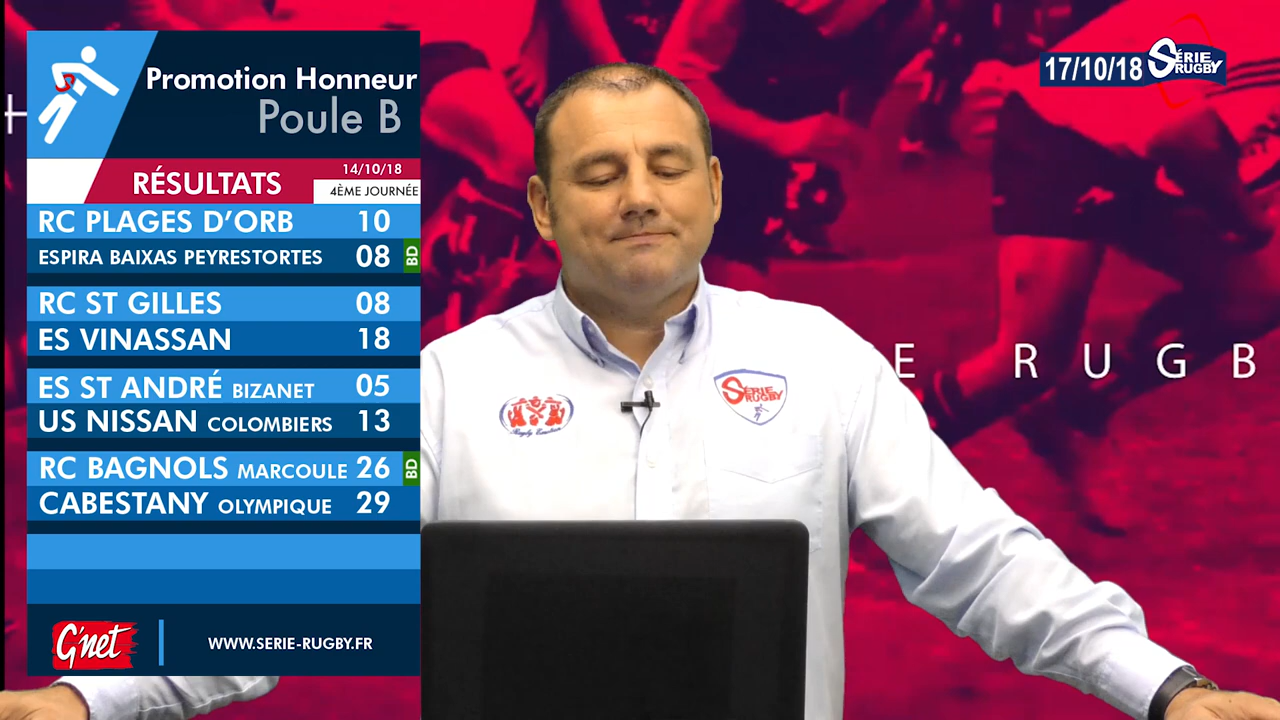 Promotion Honneur
Poule B
RÉSULTATS
14/10/18
4ÈME JOURNÉE
RC PLAGES D'ORB 10
ESPIRA BAIXAS PEYRESTORTES 08 BD
RC ST GILLES 08
ES VINASSAN 18
ES ST ANDRÉ BIZANET 05
US NISSAN COLOMBIERS 13
RC BAGNOLS MARCOULE 26 BD
CABESTANY OLYMPIQUE 29
G'net
WWW.SERIE-RUGBY.FR
17/10/18
SÉRIE RUGBY
E RUGB
SÉRIE RUGBY